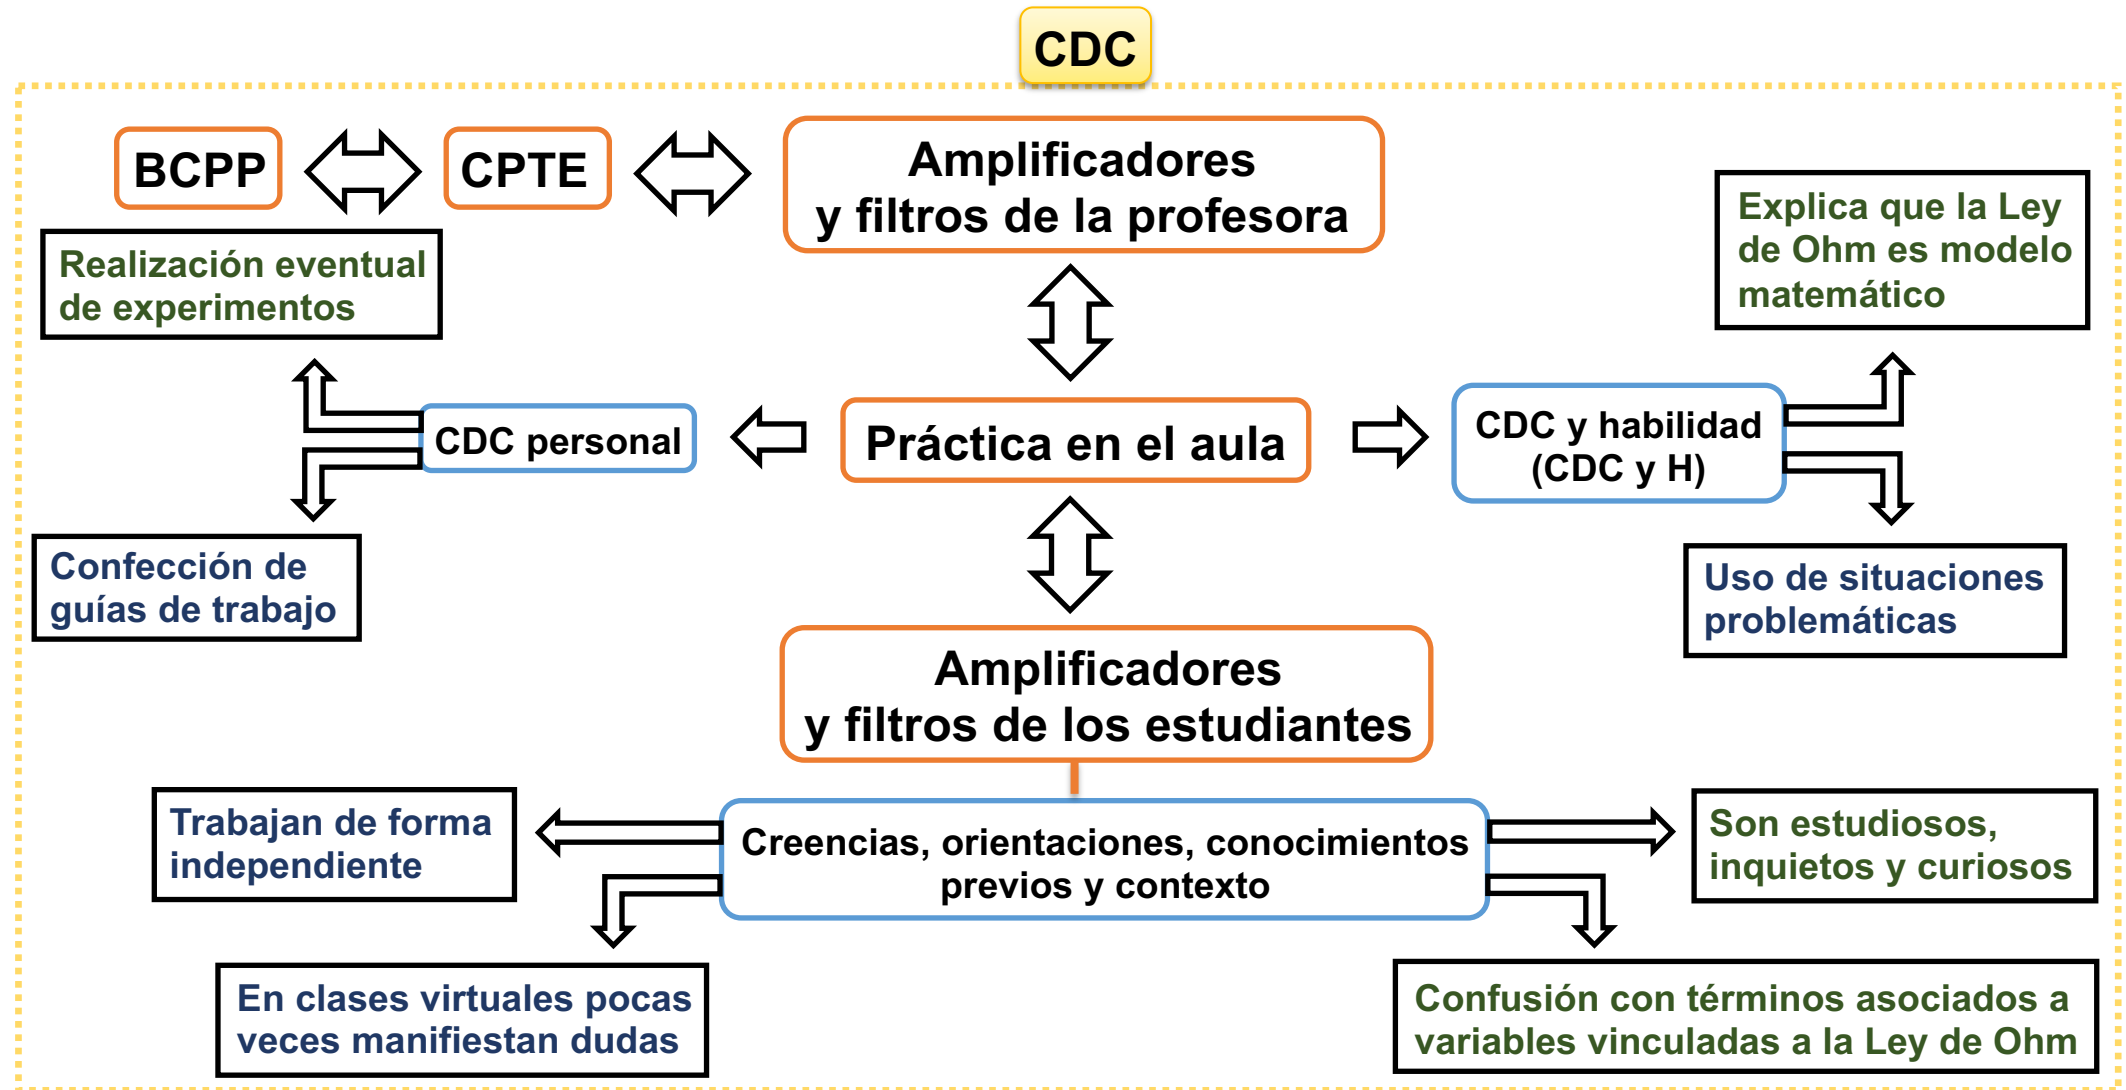 CDC
BCPP
CPTE
Amplificadores
y filtros de la profesora
Explica que la Ley
de Ohm es modelo
matemático
Realización eventual
de experimentos
CDC personal
Práctica en el aula
CDC y habilidad
(CDC y H)
Confección de
guías de trabajo
Uso de situaciones
problemáticas
Amplificadores
y filtros de los estudiantes
Trabajan de forma
independiente
Creencias, orientaciones, conocimientos
previos y contexto
Son estudiosos,
inquietos y curiosos
En clases virtuales pocas
veces manifiestan dudas
Confusión con términos asociados a
variables vinculadas a la Ley de Ohm